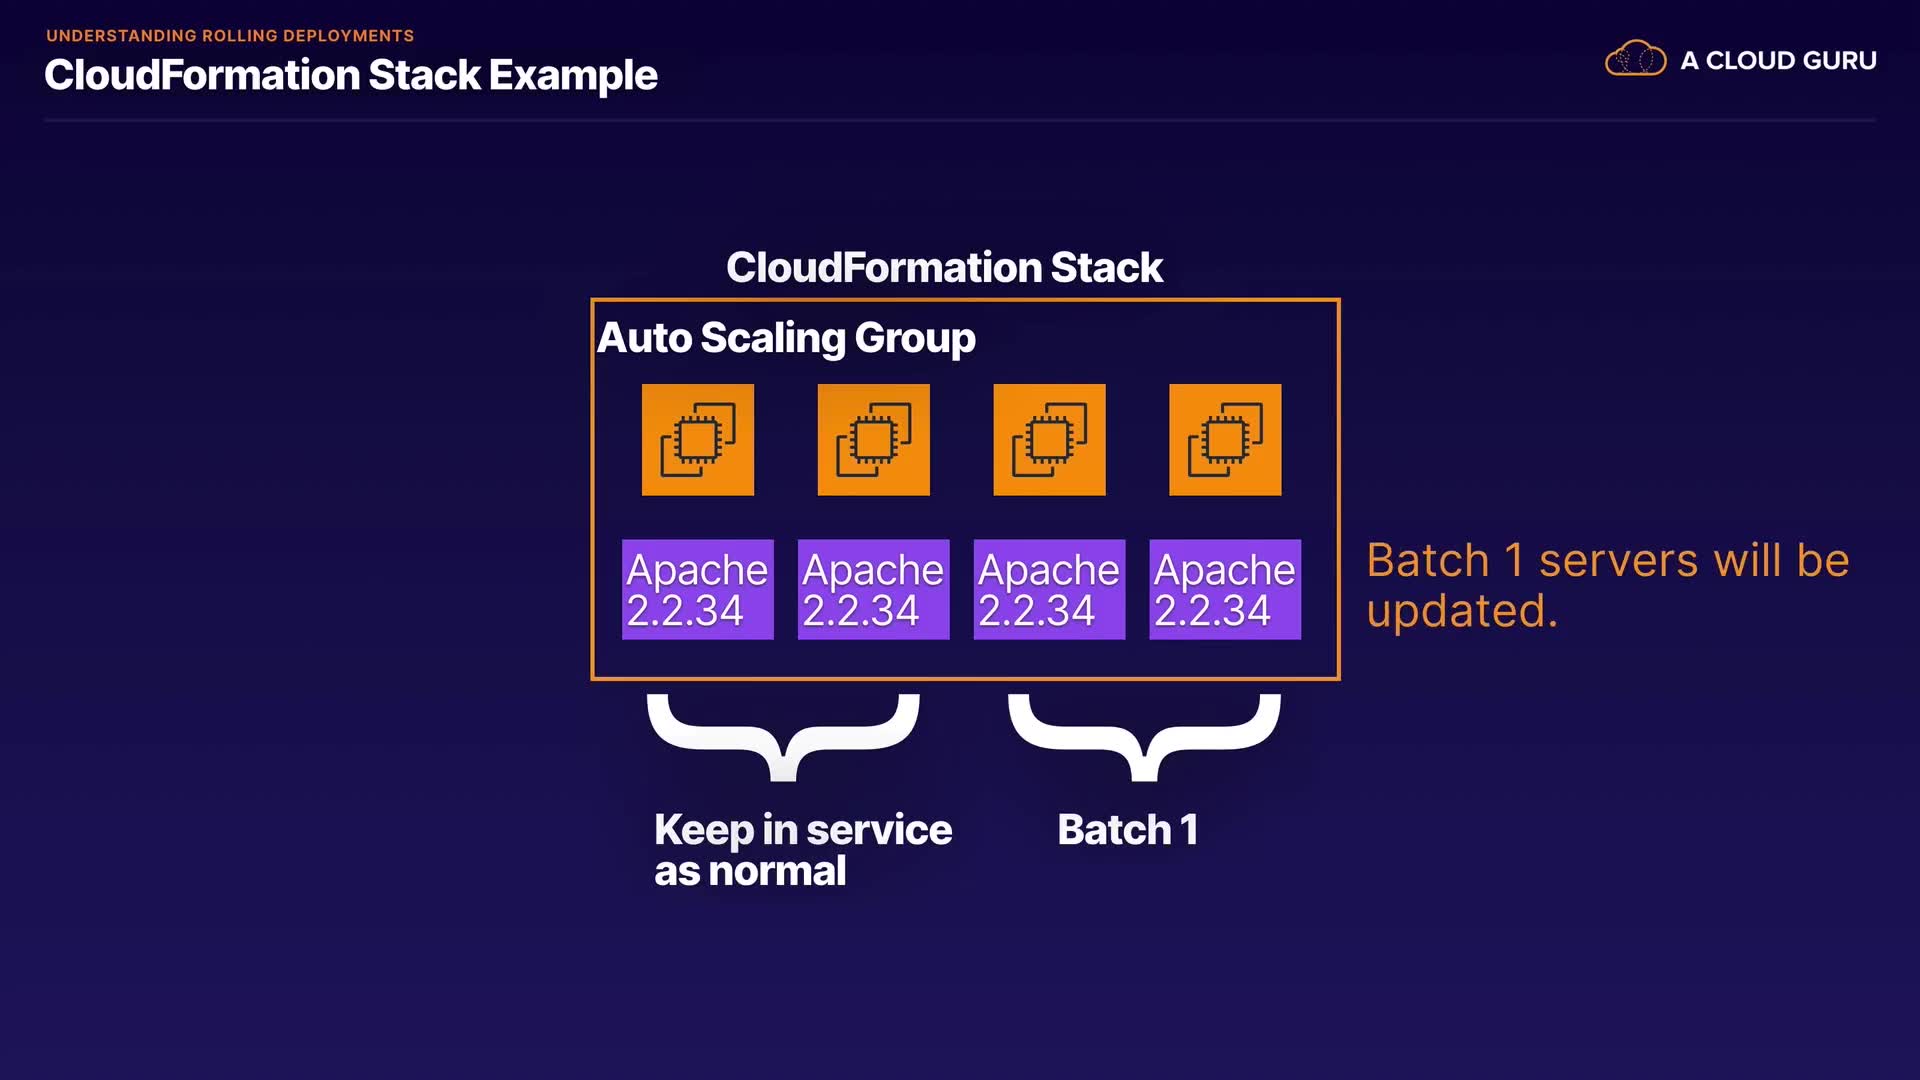 UNDERSTANDING ROLLING DEPLOYMENTS
CloudFormation Stack Example
A CLOUD GURU
CloudFormation Stack
Auto Scaling Group
Apache
2.2.34
Apache
2.2.34
Apache
2.2.34
Apache
2.2.34
Batch 1 servers will be
updated.
Keep in service
as normal
Batch 1